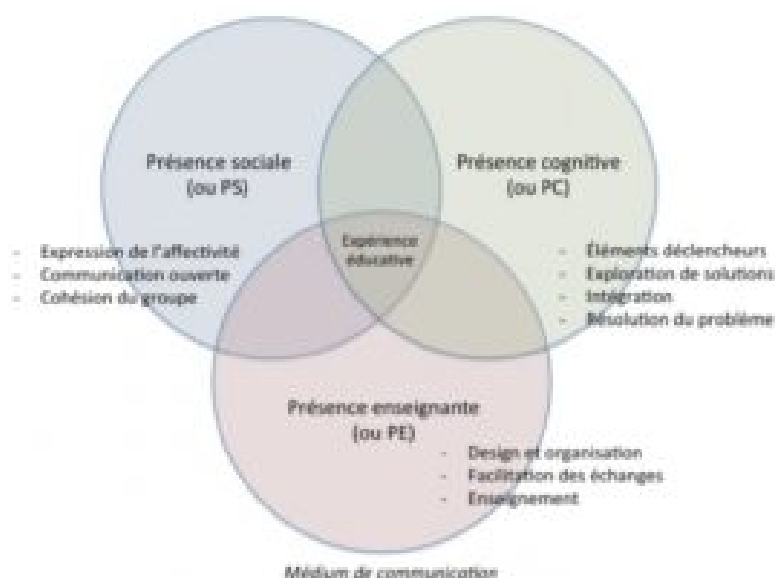 Présence sociale
(ou PS)
Présence cognitive
(ou PC)
- Expression de l'affectivité
- Communication ouverte
- Cohésion du groupe
Expérience
éducative
- Éléments déclencheurs
- Exploration de solutions
- Intégration
- Résolution du problème
Présence enseignante
(ou PE)
- Design et organisation
- Facilitation des échanges
- Enseignement
Médium de communication